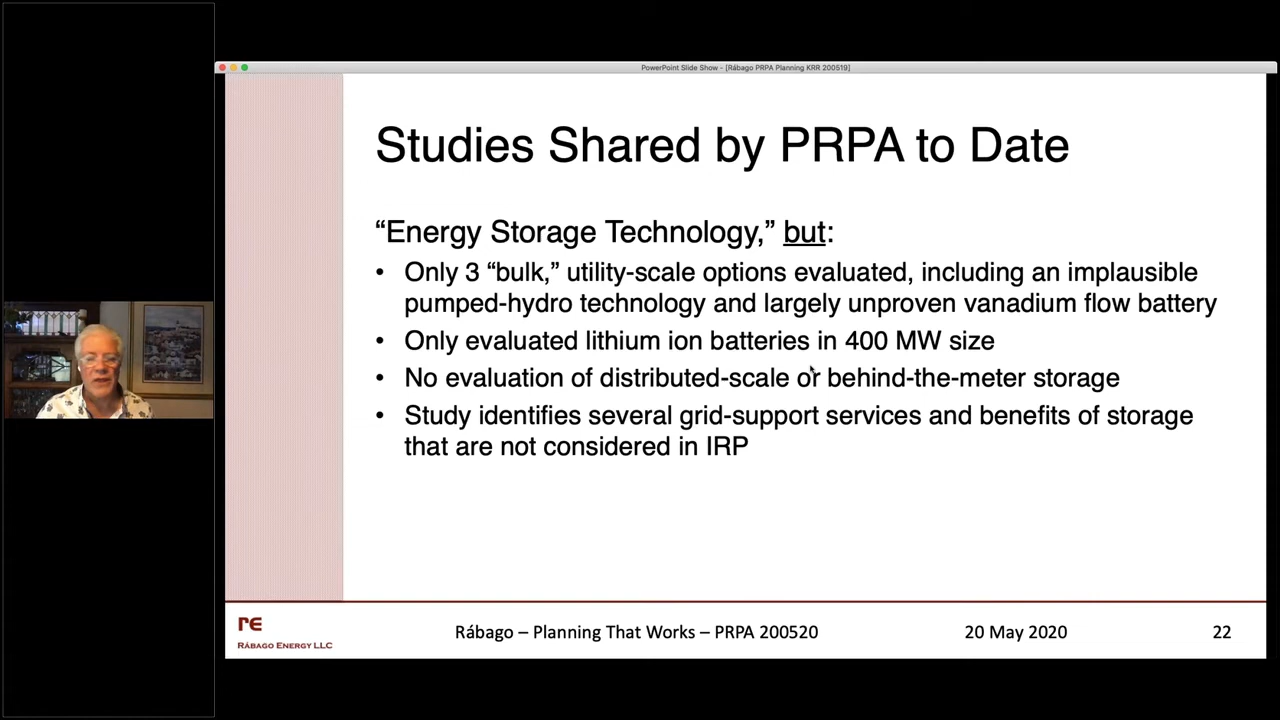 PowerPoint Slide Show - [Rábago PRPA Planning KRR 200519]
Studies Shared by PRPA to Date
“Energy Storage Technology,” but:
• Only 3 “bulk,” utility-scale options evaluated, including an implausible
pumped-hydro technology and largely unproven vanadium flow battery
• Only evaluated lithium ion batteries in 400 MW size
• No evaluation of distributed-scale or behind-the-meter storage
• Study identifies several grid-support services and benefits of storage
that are not considered in IRP
re
RÁBAGO ENERGY LLC
Rábago – Planning That Works – PRPA 200520
20 May 2020
22